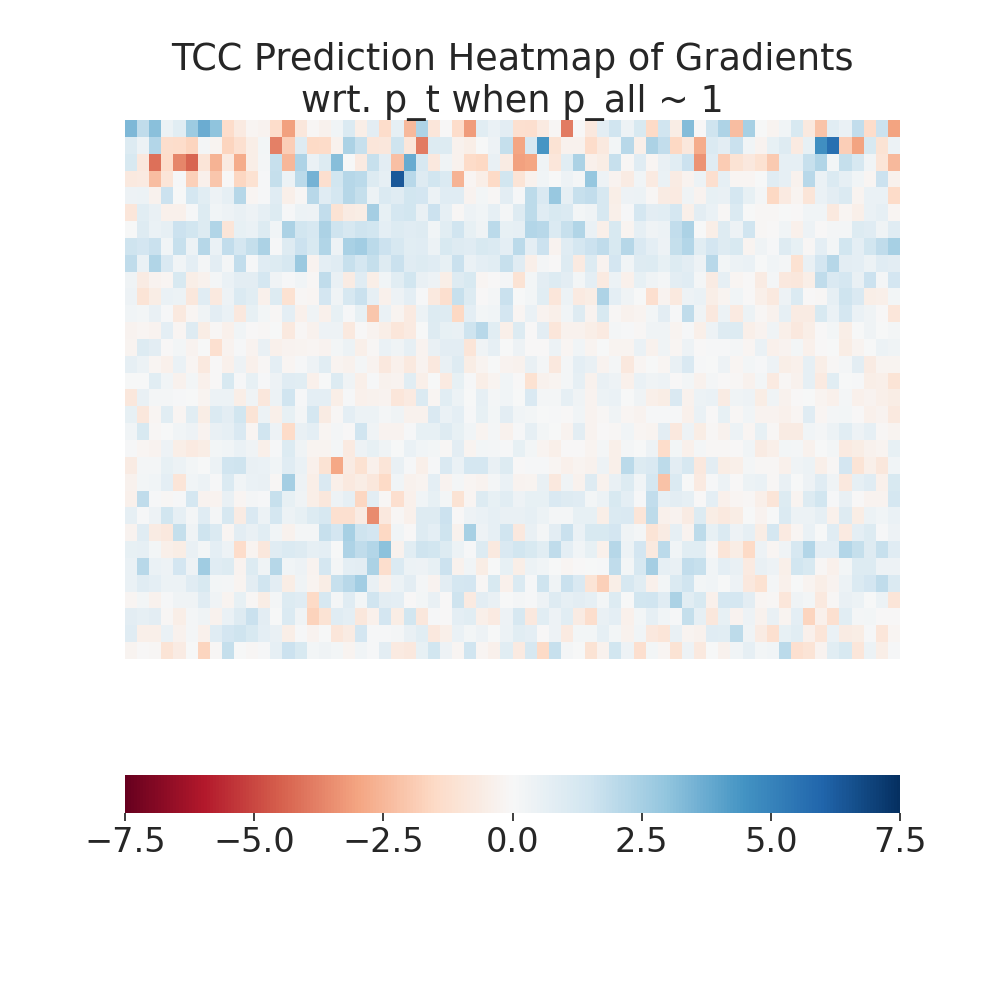 TCC Prediction Heatmap of Gradients
wrt. p_t when p_all ~ 1
−7.5 −5.0 −2.5 0.0 2.5 5.0 7.5